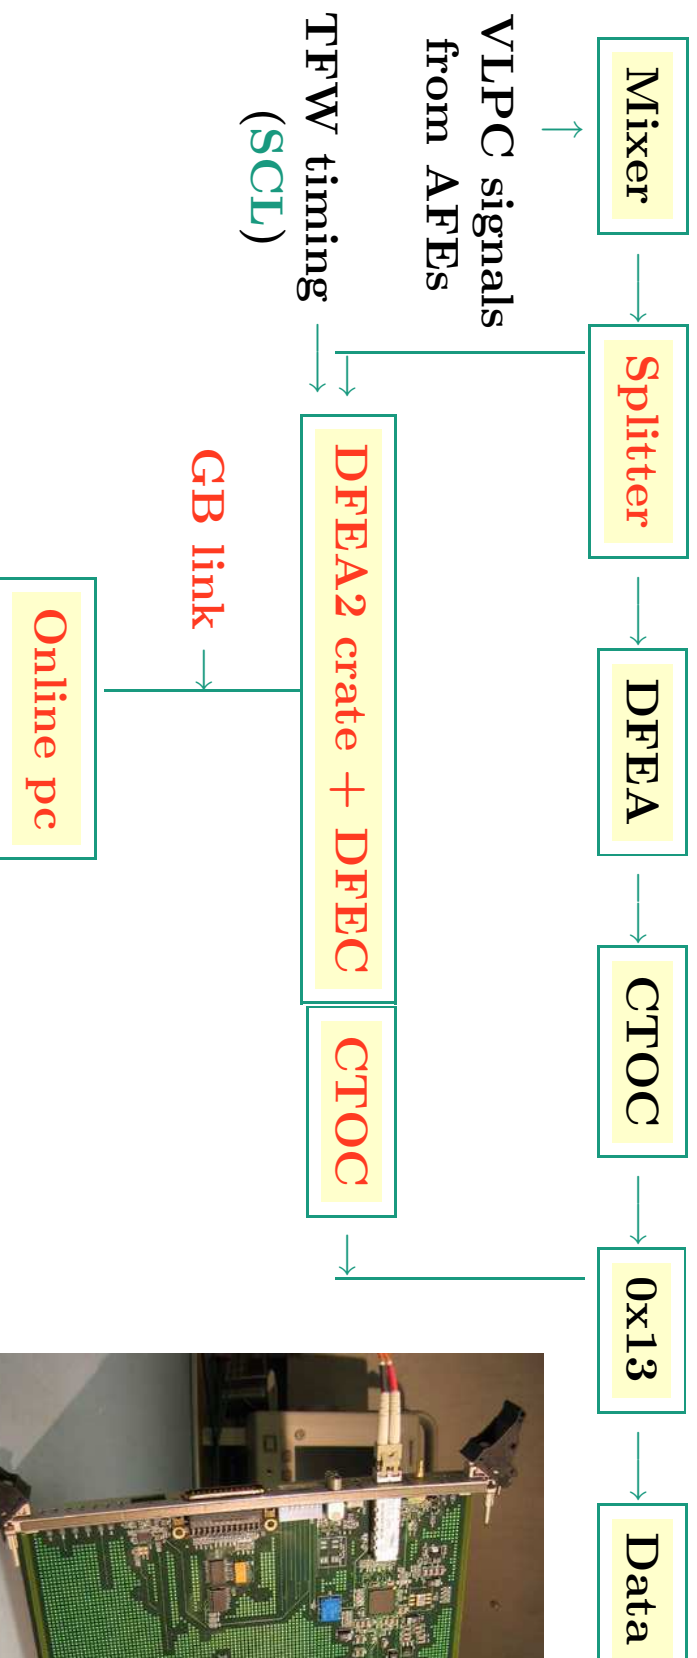 Mixer
Splitter
DFEA
CTOC
0x13
Data
VLPC signals
from AFEs
TFW timing
(SCL)
DFEA2 crate + DFEC
CTOC
GB link
Online pc